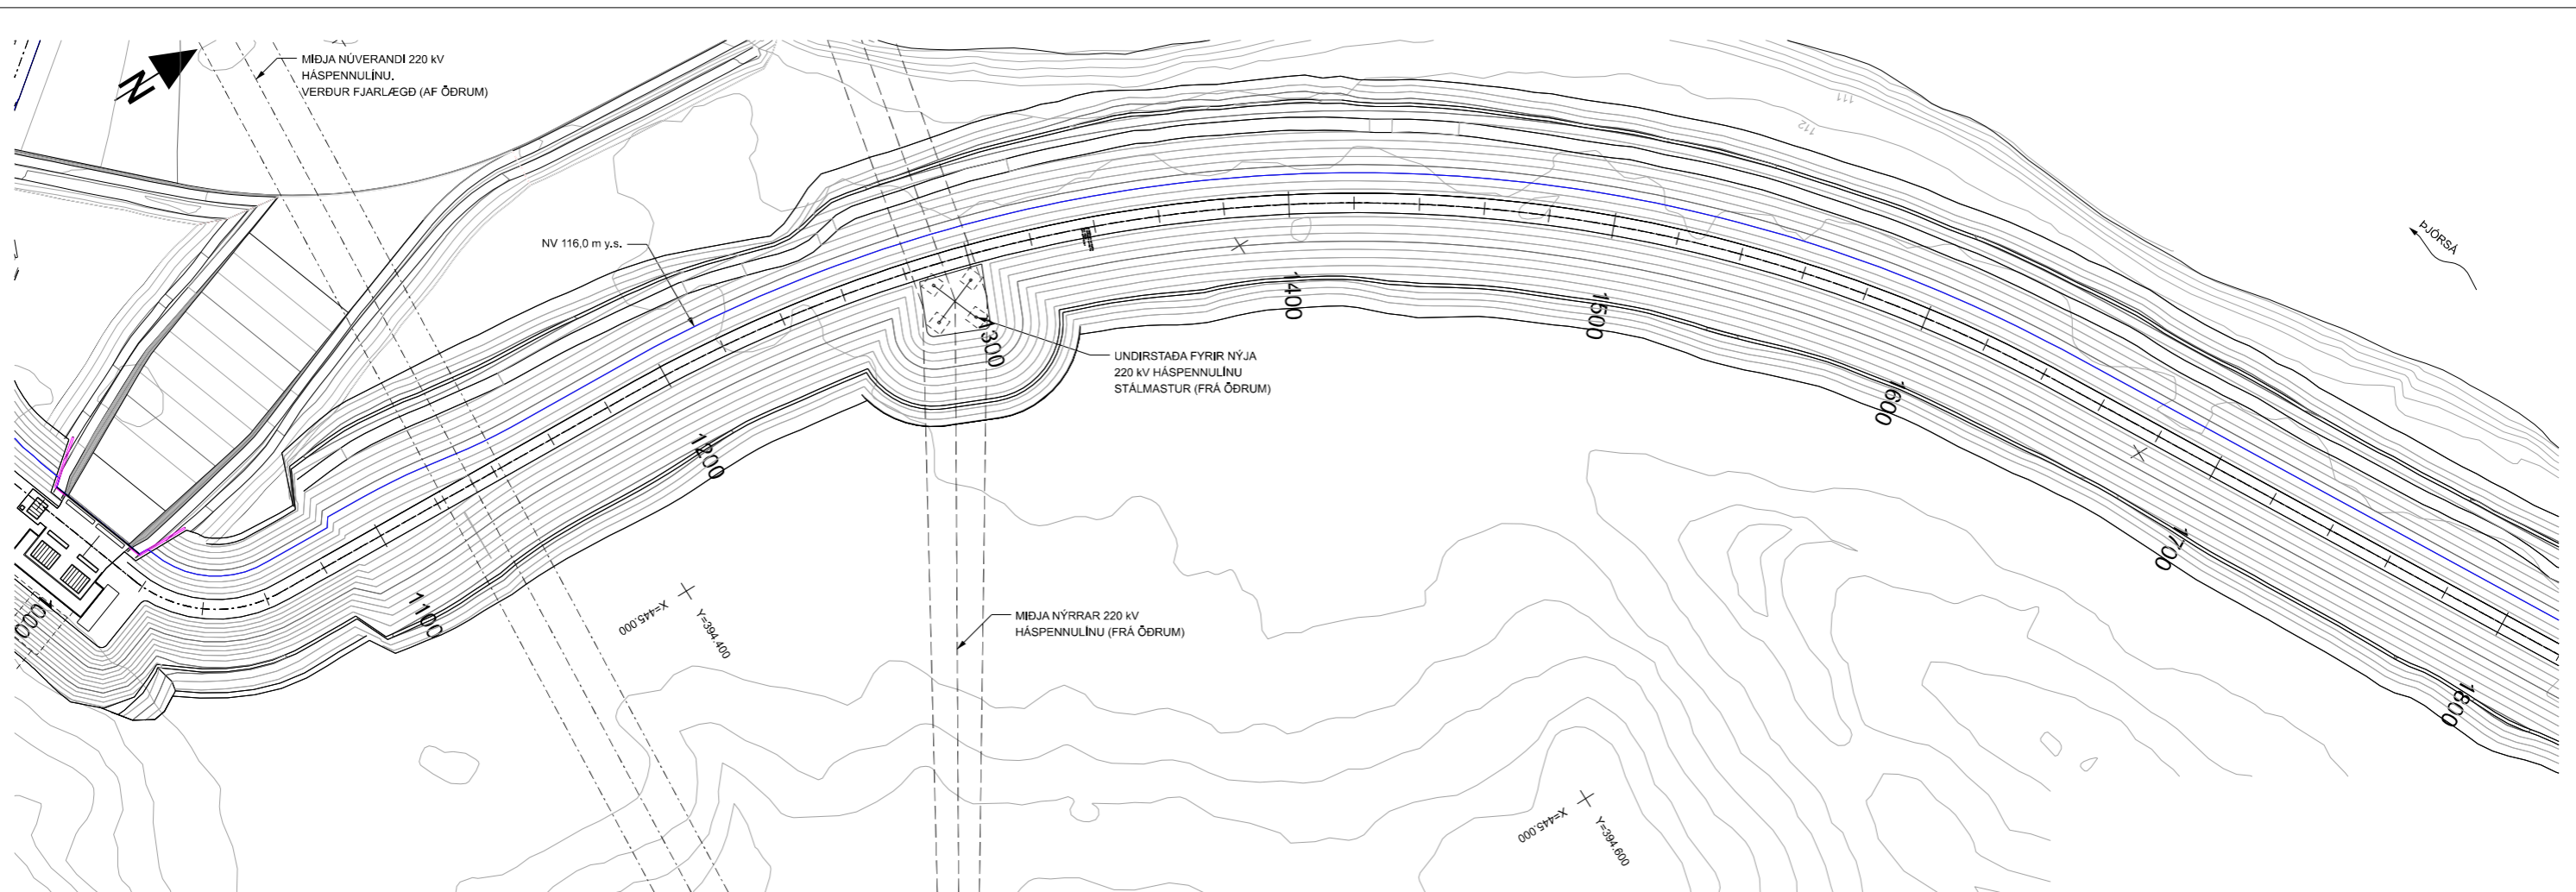 N
MIÐJA NÚVERANDI 220 kV
HÁSPENNULÍNU.
VERÐUR FJARLÆGÐ (AF ÖÐRUM)
111
112
ÞJÓRSÁ
NV 116,0 m y.s.
1400
1500
1300
UNDIRSTAÐA FYRIR NÝJA
220 kV HÁSPENNULÍNU
STÁLMASTUR (FRÁ ÖÐRUM)
1600
1200
1700
1000
1100
X=445.000
Y=394.400
MIÐJA NÝRRAR 220 kV
HÁSPENNULÍNU (FRÁ ÖÐRUM)
1800
X=445.000
Y=394.600